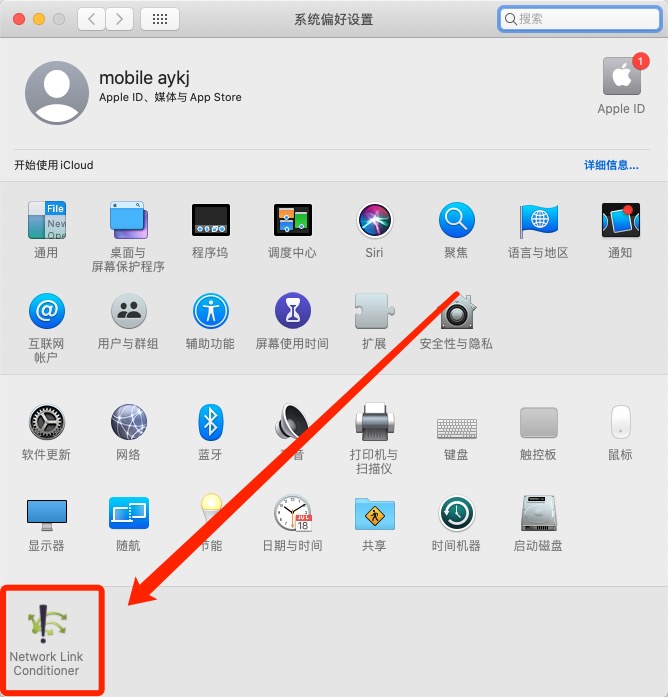 系统偏好设置
搜索
mobile aykj
Apple ID、媒体与 App Store
1
Apple ID
开始使用 iCloud
详细信息...
File
New
Ope
通用
桌面与
屏幕保护程序
程序坞
调度中心
Siri
聚焦
语言与地区
通知
互联网
帐户
用户与群组
辅助功能
屏幕使用时间
扩展
安全性与隐私
软件更新
网络
蓝牙
音
打印机与
扫描仪
键盘
触控板
鼠标
显示器
随航
节能
JUL
18
日期与时间
共享
时间机器
启动磁盘
Network Link
Conditioner